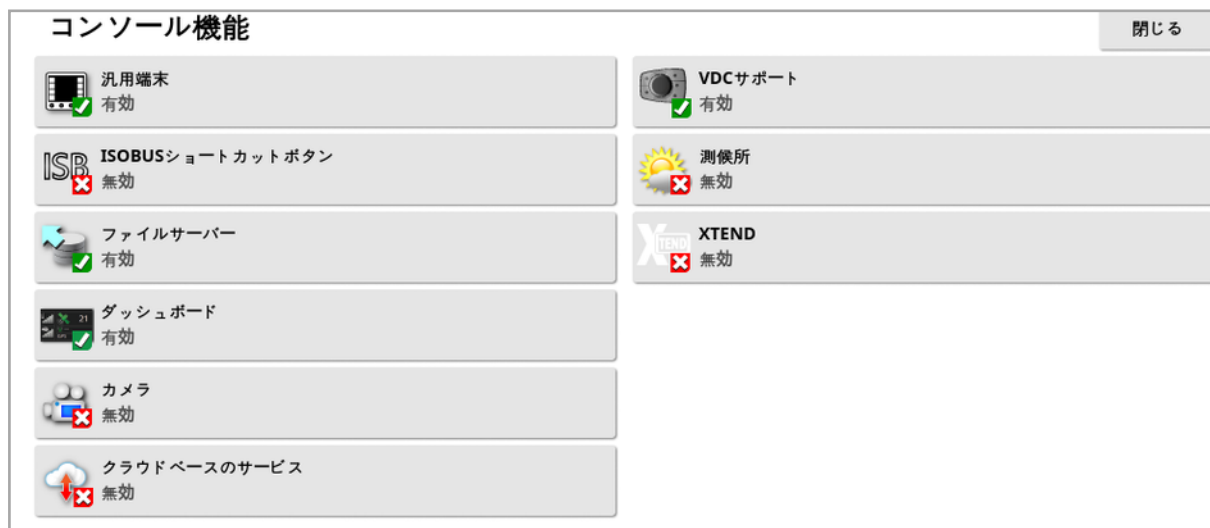 コンソール機能
閉じる
汎用端末
有効
ISOBUSショートカットボタン
無効
ファイルサーバー
有効
ダッシュボード
有効
カメラ
無効
クラウドベースのサービス
無効
VDCサポート
有効
測候所
無効
XTEND
無効
ISB
XTEND
21